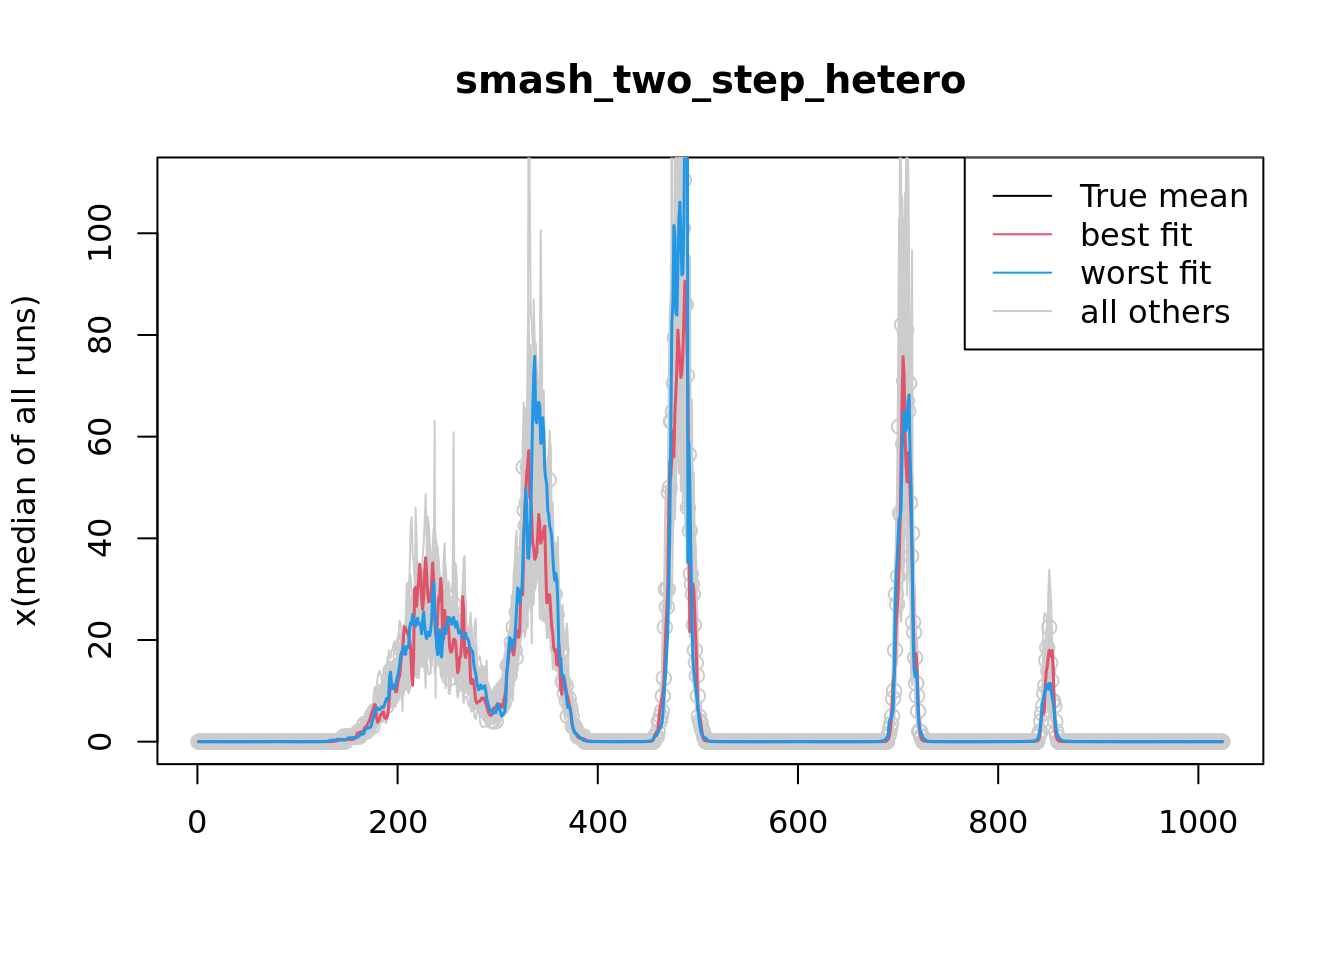 smash_two_step_hetero
True mean
best fit
worst fit
all others
x(median of all runs)
100
80
60
40
20
0
0 200 400 600 800 1000